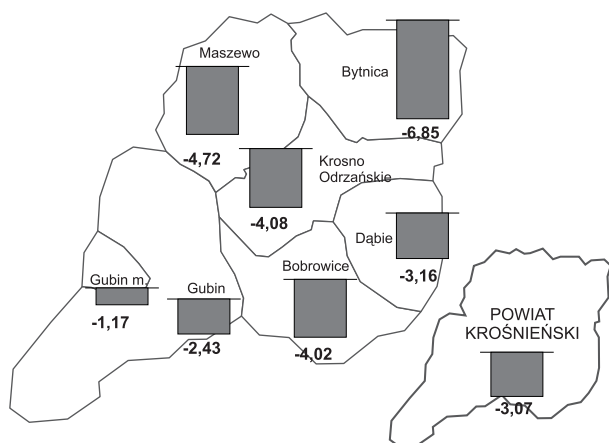 Maszewo
-4,72
Bytnica
-6,85
Krosno
Odrzańskie
-4,08
Dąbie
-3,16
Gubin m.
-1,17
Gubin
-2,43
Bobrowice
-4,02
POWIAT
KROŚNIEŃSKI
-3,07